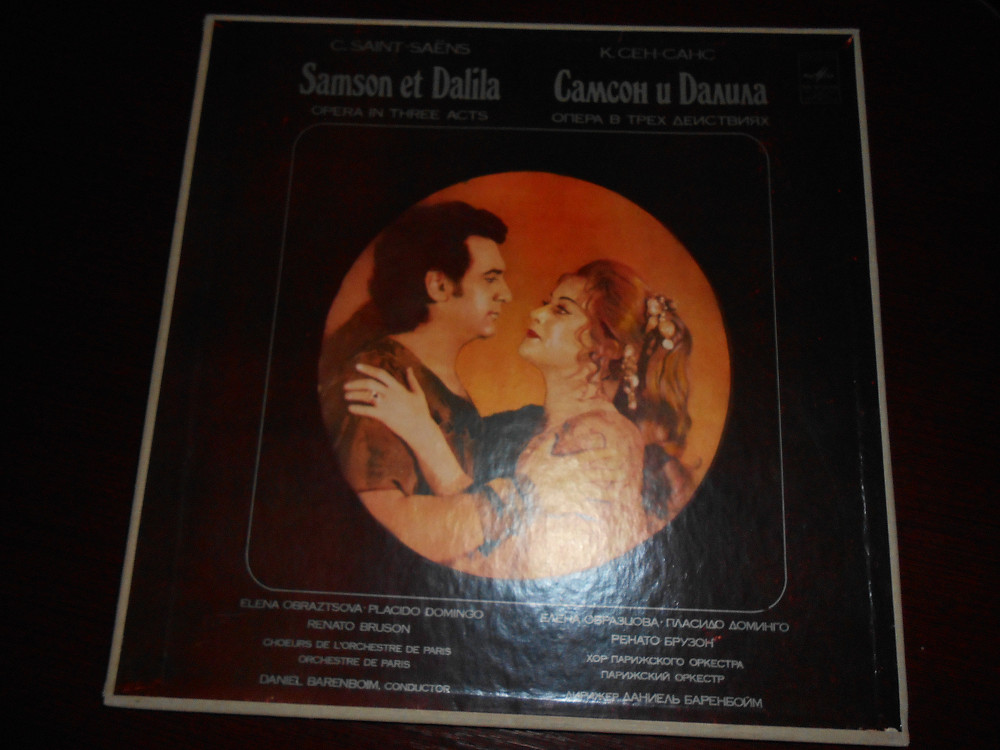 C. SAINT-SAËNS
Samson et Dalila
OPERA IN THREE ACTS
К. СЕН-САНС
Самсон и Далила
ОПЕРА В ТРЕХ ДЕЙСТВИЯХ
ELENA OBRAZTSOVA · PLACIDO DOMINGO
RENATO BRUSON
CHOEURS DE L'ORCHESTRE DE PARIS
ORCHESTRE DE PARIS
DANIEL BARENBOIM, CONDUCTOR
ЕЛЕНА ОБРАЗЦОВА · ПЛАСИДО ДОМИНГО
РЕНАТО БРУЗОН
ХОР ПАРИЖСКОГО ОРКЕСТРА
ПАРИЖСКИЙ ОРКЕСТР
ДИРИЖЕР ДАНИЕЛЬ БАРЕНБОЙМ